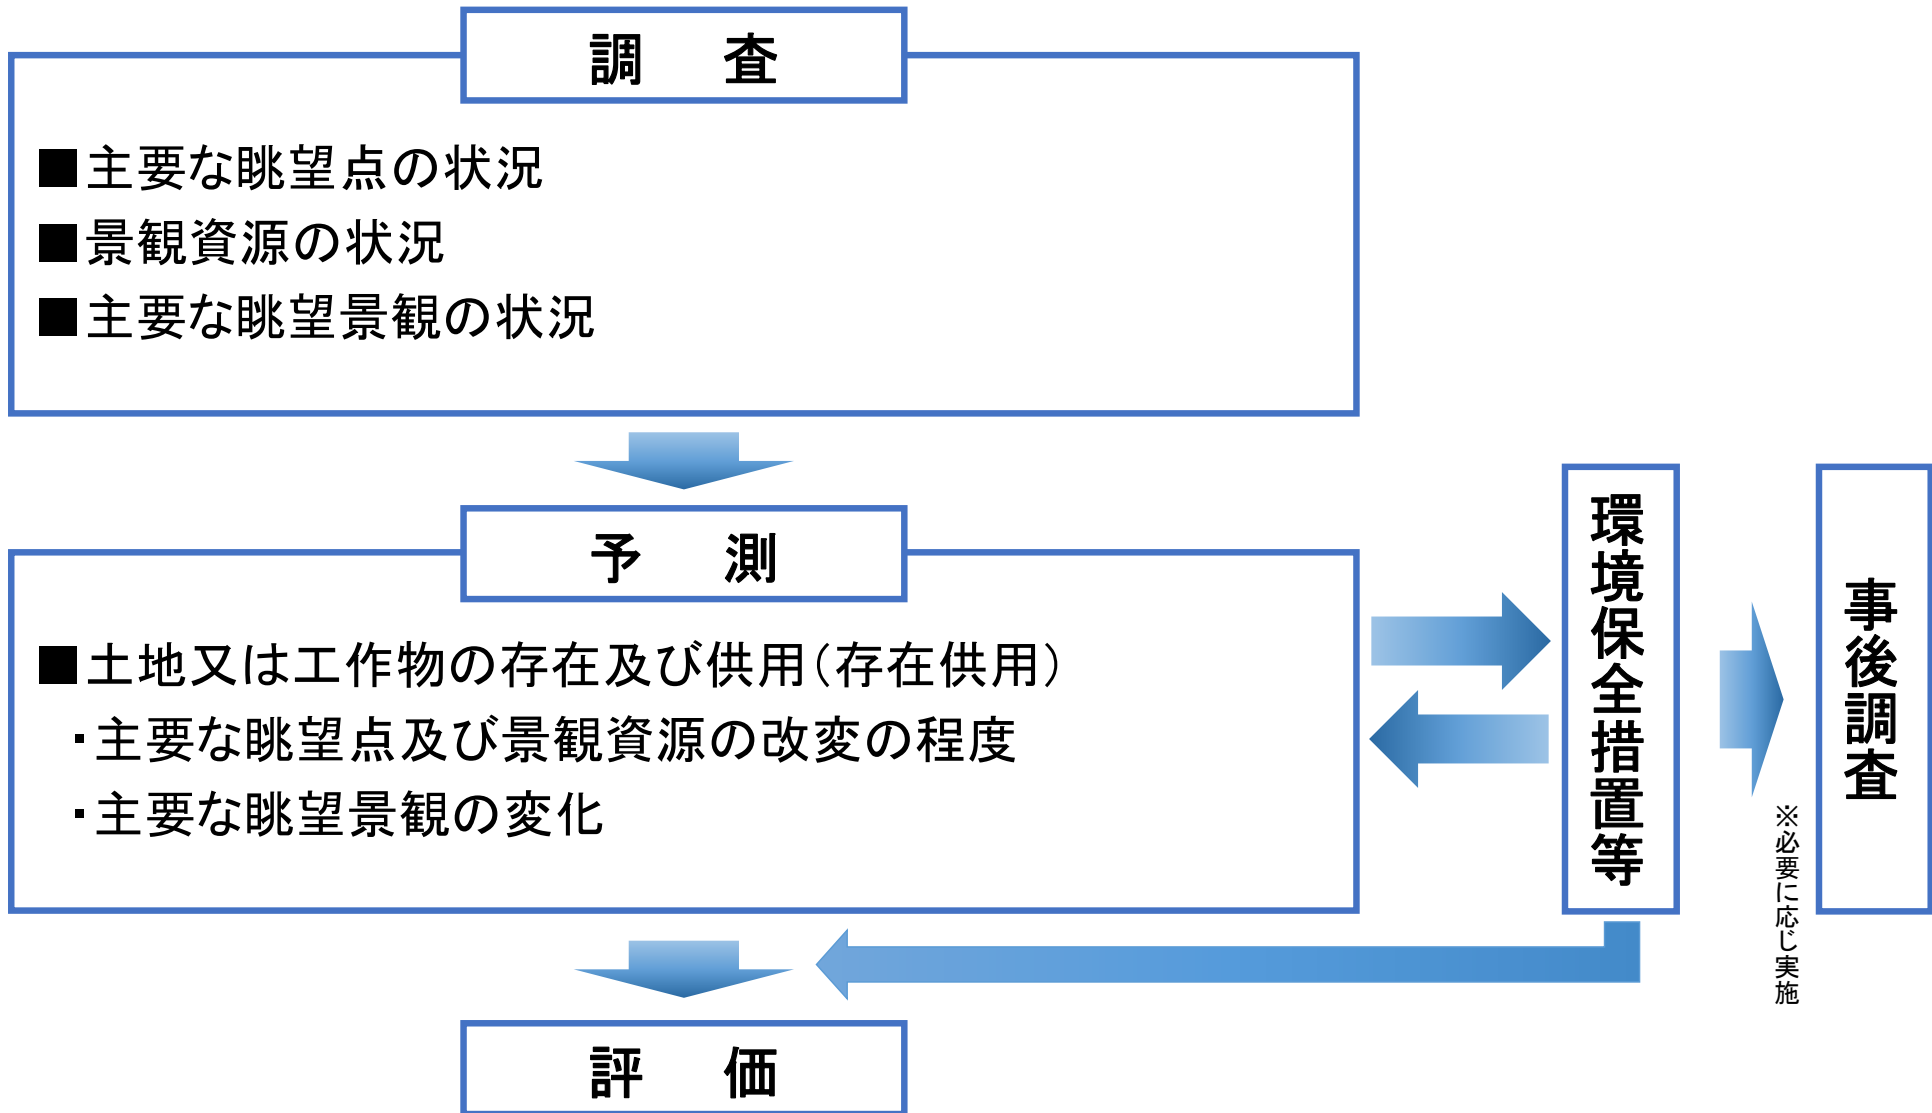 調　査
■主要な眺望点の状況
■景観資源の状況
■主要な眺望景観の状況
予　測
■土地又は工作物の存在及び供用（存在供用）
・主要な眺望点及び景観資源の改変の程度
・主要な眺望景観の変化
環境保全措置等
※必要に応じ実施
事後調査
評　価